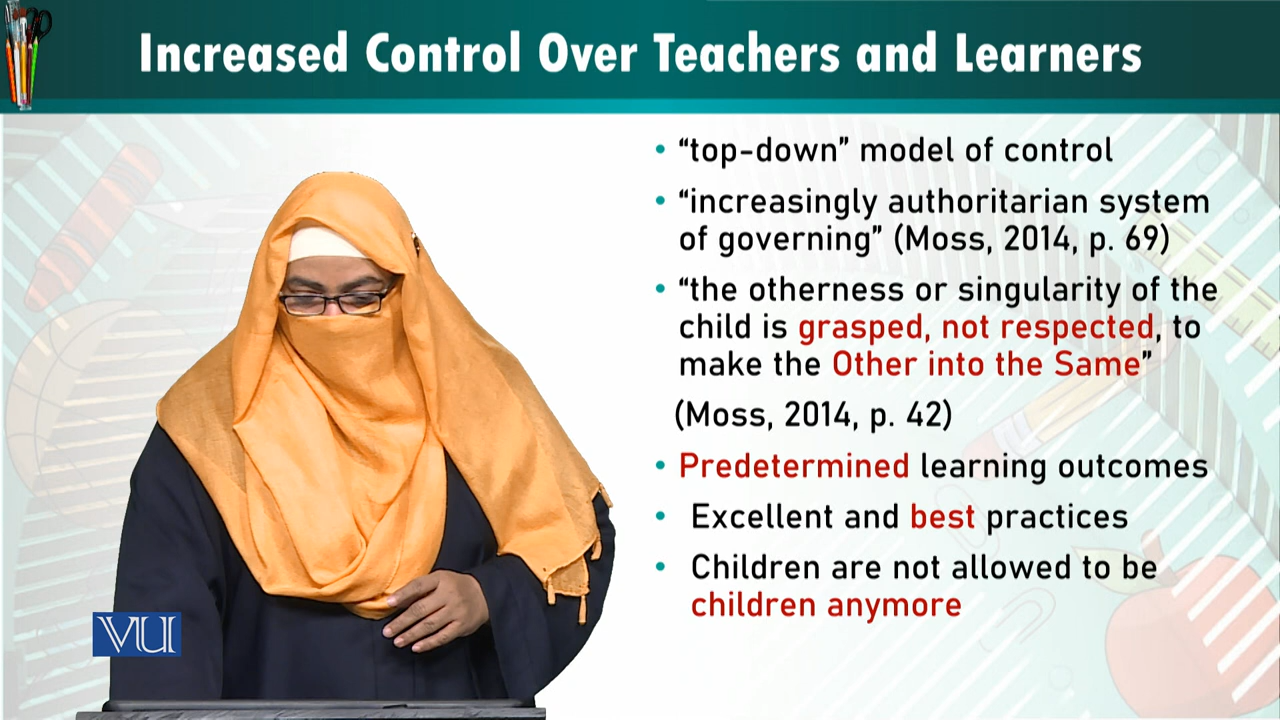 Increased Control Over Teachers and Learners
• “top-down” model of control
• “increasingly authoritarian system
of governing” (Moss, 2014, p. 69)
• “the otherness or singularity of the
child is grasped, not respected, to
make the Other into the Same”
(Moss, 2014, p. 42)
• Predetermined learning outcomes
• Excellent and best practices
• Children are not allowed to be
children anymore
VU